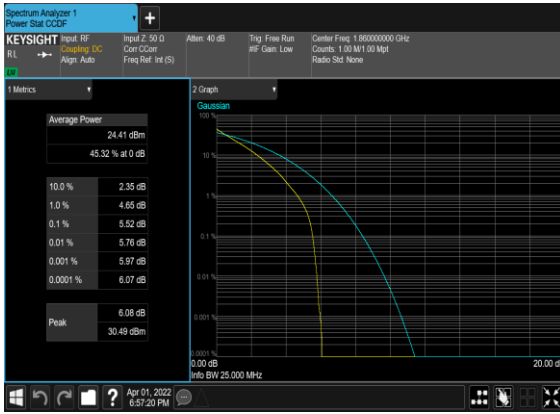 Spectrum Analyzer 1
Power Stat CCDF
+
KEYSIGHT
RL
LV
Input: RF
Coupling: DC
Align: Auto
Input Z: 50 Ω
Corr CCorr
Freq Ref: Int (S)
Atten: 40 dB
Trig: Free Run
#IF Gain: Low
Center Freq: 1.860000000 GHz
Counts: 1.00 M/1.00 Mpt
Radio Std: None
1 Metrics
Average Power
24.41 dBm
45.32 % at 0 dB
10.0 % 2.35 dB
1.0 % 4.65 dB
0.1 % 5.52 dB
0.01 % 5.76 dB
0.001 % 5.97 dB
0.0001 % 6.07 dB
Peak
6.08 dB
30.49 dBm
2 Graph
Gaussian
100 %
10 %
1 %
0.1 %
0.01 %
0.001 %
0.0001 %
0.00 dB
20.00 d
Info BW 25.000 MHz
?
Apr 01, 2022
6:57:20 PM